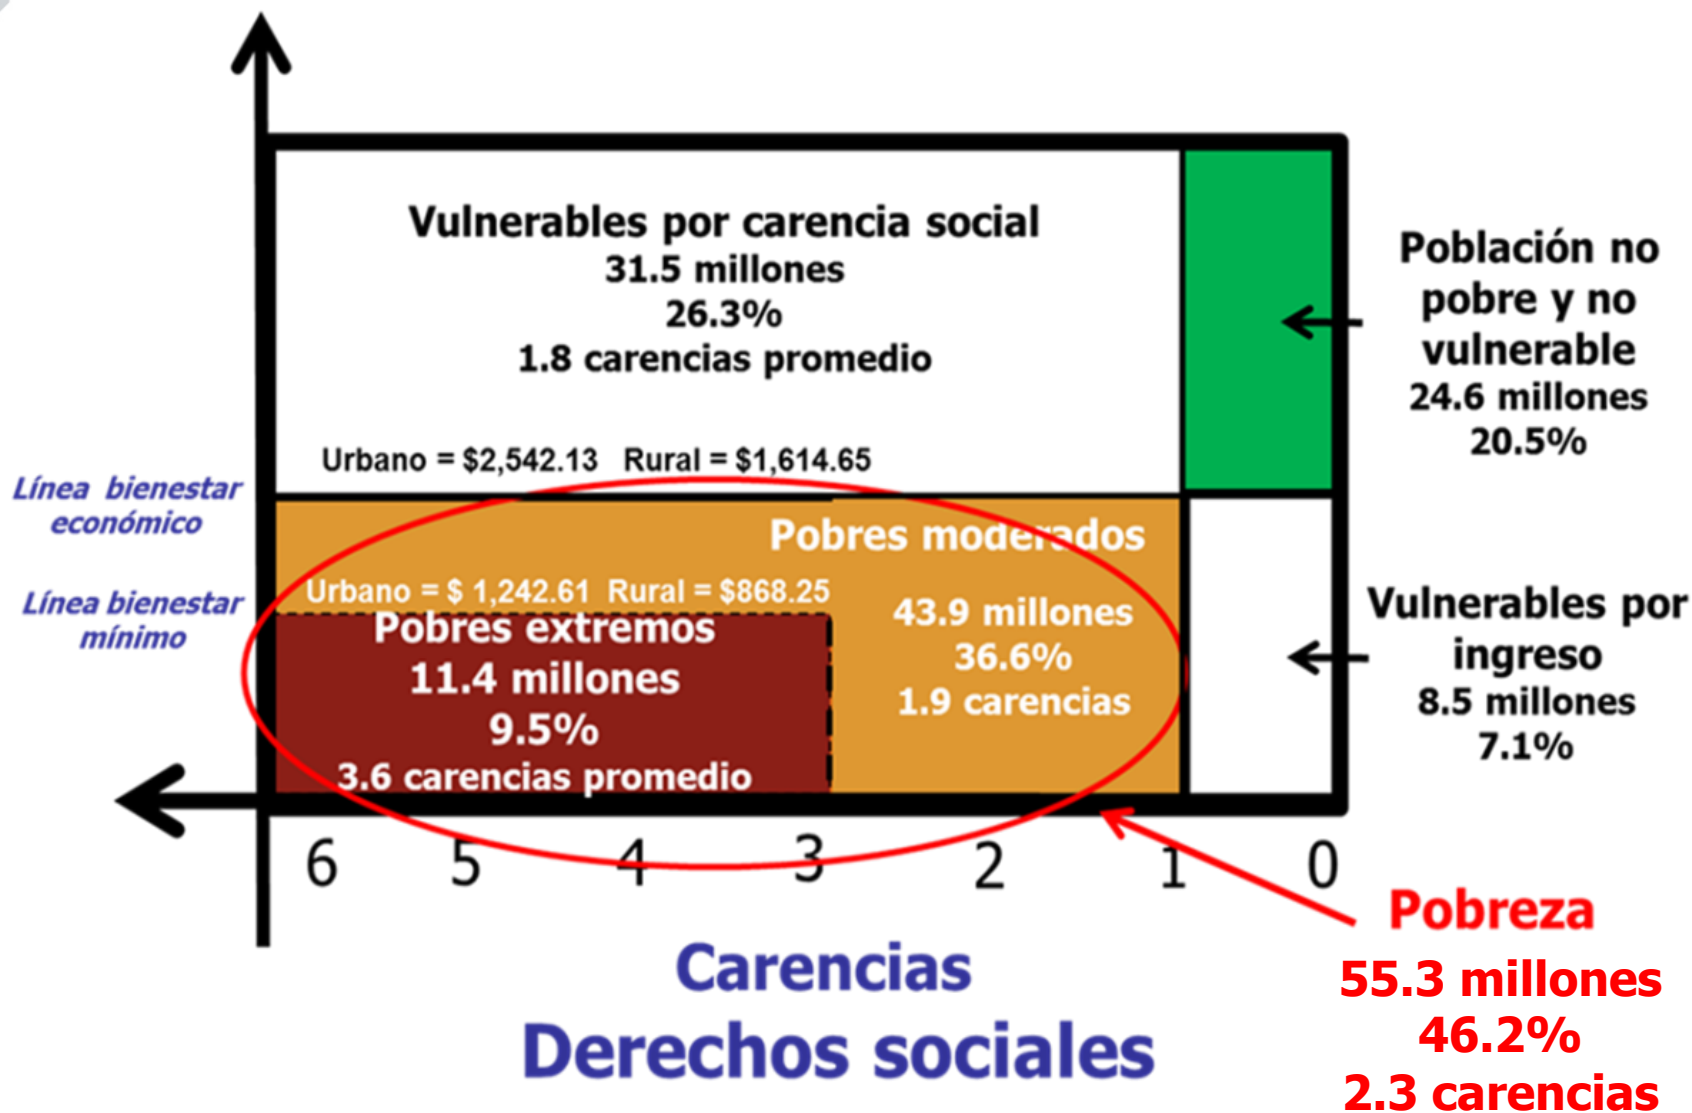 Vulnerables por carencia social
31.5 millones
26.3%
1.8 carencias promedio
Urbano = $2,542.13 Rural = $1,614.65
Población no
pobre y no
vulnerable
24.6 millones
20.5%
Línea bienestar
económico
Pobres moderados
43.9 millones
36.6%
1.9 carencias
Línea bienestar
mínimo
Urbano = $ 1,242.61 Rural = $868.25
Pobres extremos
11.4 millones
9.5%
3.6 carencias promedio
Vulnerables por
ingreso
8.5 millones
7.1%
6 5 4 3 2 1 0
Carencias
Derechos sociales
Pobreza
55.3 millones
46.2%
2.3 carencias